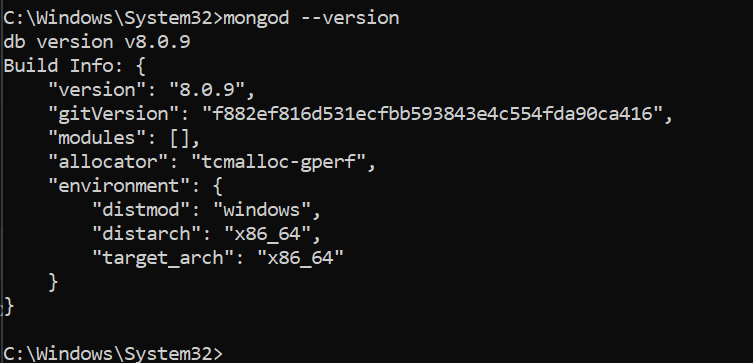 C:\Windows\System32>mongod --version
db version v8.0.9
Build Info: {
    "version": "8.0.9",
    "gitVersion": "f882ef816d531ecfbb593843e4c554fda90ca416",
    "modules": [],
    "allocator": "tcmalloc-gperf",
    "environment": {
        "distmod": "windows",
        "distarch": "x86_64",
        "target_arch": "x86_64"
    }
}
C:\Windows\System32>